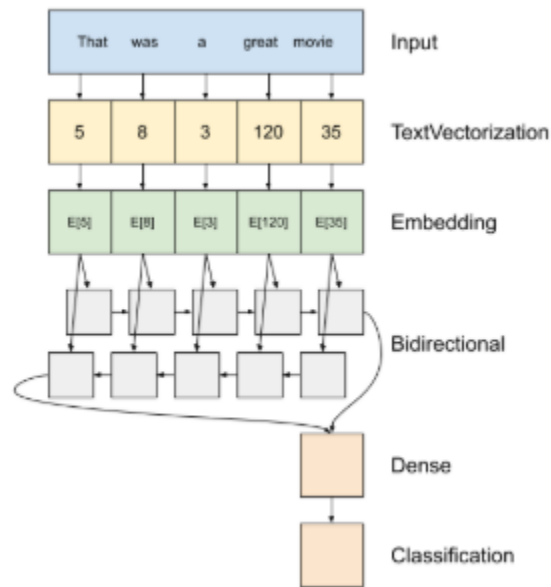 That was a great movie Input
5 8 3 120 35 TextVectorization
E[5] E[8] E[3] E[120] E[35] Embedding
Bidirectional
Dense
Classification